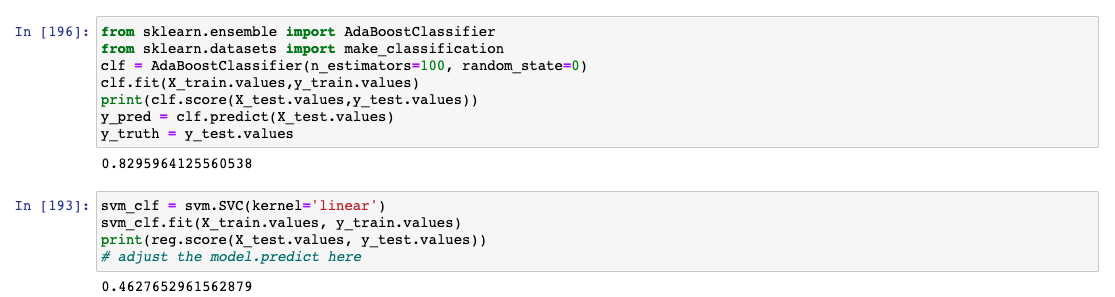 In [196]: from sklearn.ensemble import AdaBoostClassifier
from sklearn.datasets import make_classification
clf = AdaBoostClassifier(n_estimators=100, random_state=0)
clf.fit(X_train.values,y_train.values)
print(clf.score(X_test.values,y_test.values))
y_pred = clf.predict(X_test.values)
y_truth = y_test.values
0.8295964125560538
In [193]: svm_clf = svm.SVC(kernel='linear')
svm_clf.fit(X_train.values, y_train.values)
print(reg.score(X_test.values, y_test.values))
# adjust the model.predict here
0.4627652961562879